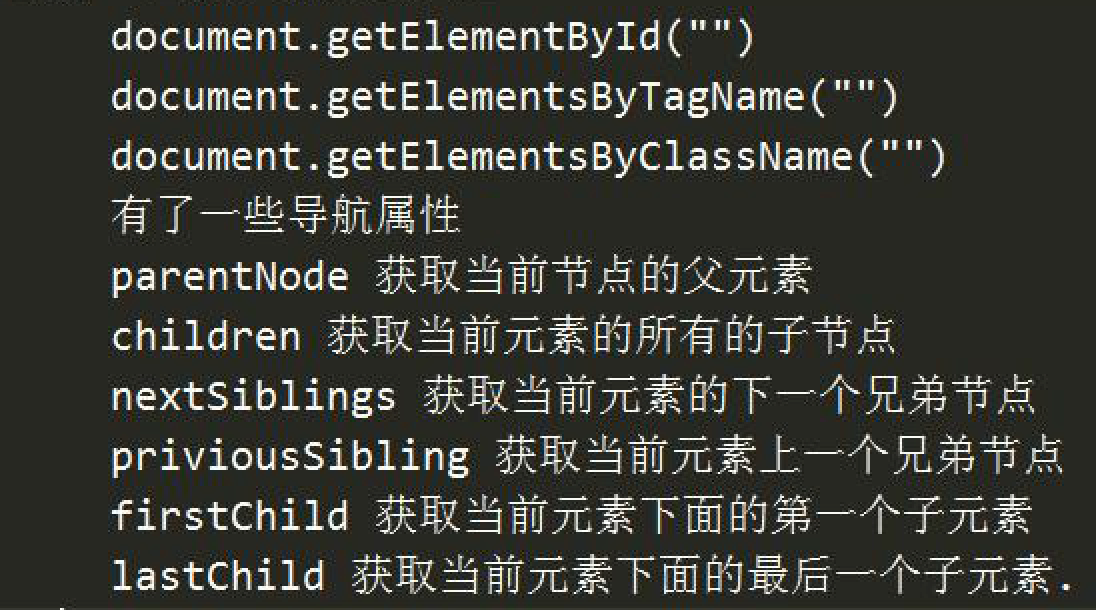 document.getElementById("")
document.getElementsByTagName("")
document.getElementsByClassName("")
有了一些导航属性
parentNode 获取当前节点的父元素
children 获取当前元素的所有的子节点
nextSiblings 获取当前元素的下一个兄弟节点
priviousSibling 获取当前元素上一个兄弟节点
firstChild 获取当前元素下面的第一个子元素
lastChild 获取当前元素下面的最后一个子元素.